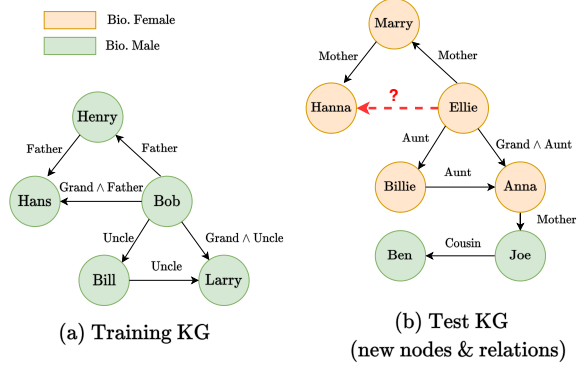 Bio. Female
Bio. Male
Henry
Father
Father
Grand ∧ Father
Hans
Bob
Uncle
Grand ∧ Uncle
Uncle
Bill
Larry
(a) Training KG
Marry
Mother
Mother
?
Hanna
Ellie
Aunt
Grand ∧ Aunt
Aunt
Billie
Anna
Mother
Cousin
Ben
Joe
(b) Test KG
(new nodes & relations)